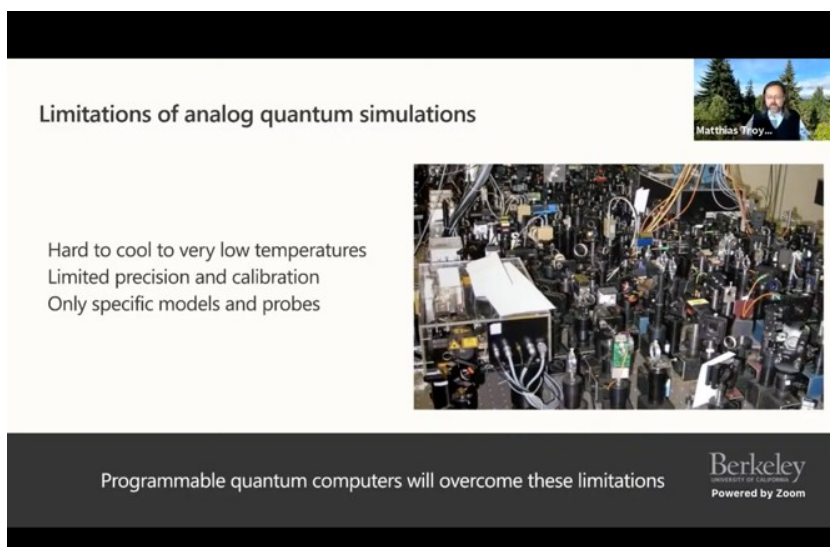 Limitations of analog quantum simulations
Matthias Troy...
Hard to cool to very low temperatures
Limited precision and calibration
Only specific models and probes
Programmable quantum computers will overcome these limitations
Berkeley
UNIVERSITY OF CALIFORNIA
Powered by Zoom